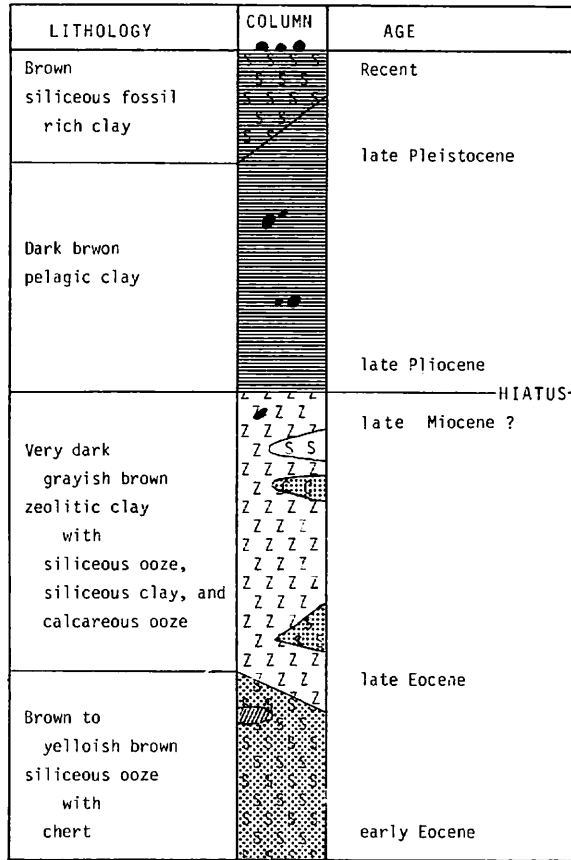 LITHOLOGY COLUMN AGE
Brown
siliceous fossil
rich clay
Recent
late Pleistocene
Dark brwon
pelagic clay
late Pliocene
HIATUS
late Miocene ?
Very dark
grayish brown
zeolitic clay
with
siliceous ooze,
siliceous clay, and
calcareous ooze
late Eocene
Brown to
yelloish brown
siliceous ooze
with
chert
early Eocene